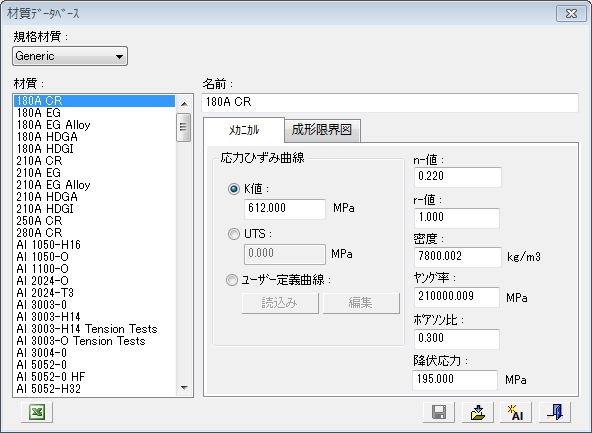 材質ﾃﾞｰﾀﾍﾞｰｽ
規格材質：
Generic
材質：
180A CR
180A EG
180A EG Alloy
180A HDGA
180A HDGI
210A CR
210A EG
210A EG Alloy
210A HDGA
210A HDGI
250A CR
280A CR
Al 1050-H16
Al 1050-O
Al 1100-O
Al 2024-O
Al 2024-T3
Al 3003-0
Al 3003-H14
Al 3003-H14 Tension Tests
Al 3003-O Tension Tests
Al 3004-0
Al 5052-0
Al 5052-0 HF
Al 5052-H32
名前：
180A CR
ﾒｶﾆｶﾙ
成形限界図
応力ひずみ曲線
K値：
612.000 MPa
UTS：
0.000 MPa
ﾕｰｻﾞｰ定義曲線：
読込み 編集
n-値：
0.220
r-値：
1.000
密度：
7800.002 kg/m3
ﾔﾝｸﾞ率：
210000.009 MPa
ﾎﾟｱｿﾝ比：
0.300
降伏応力：
195.000 MPa
AI